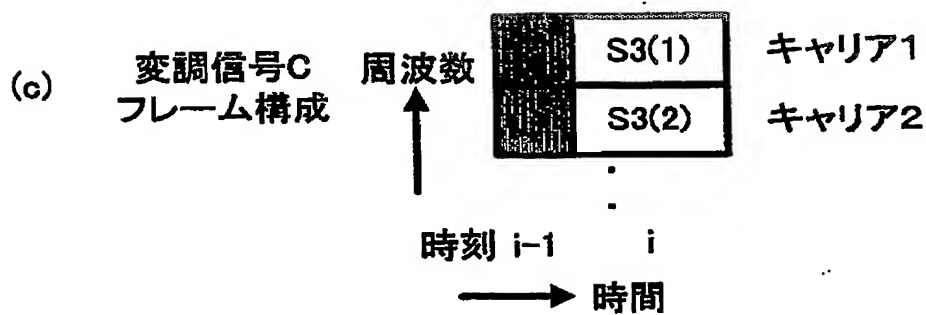 (c) 変調信号C
フレーム構成
周波数
S3(1) キャリア1
S3(2) キャリア2
時刻 i-1 i
時間